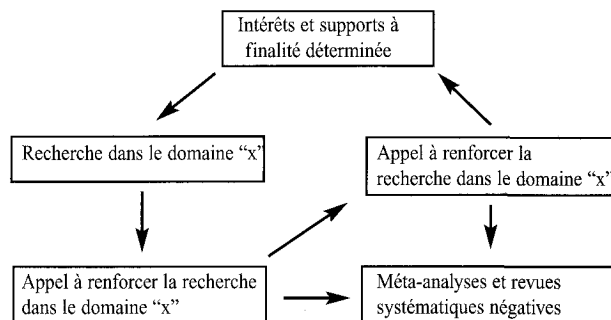 Intérêts et supports à
finalité déterminée
Recherche dans le domaine “x”
Appel à renforcer la
recherche dans le domaine “x”
Appel à renforcer la recherche
dans le domaine “x”
Méta-analyses et revues
systématiques négatives